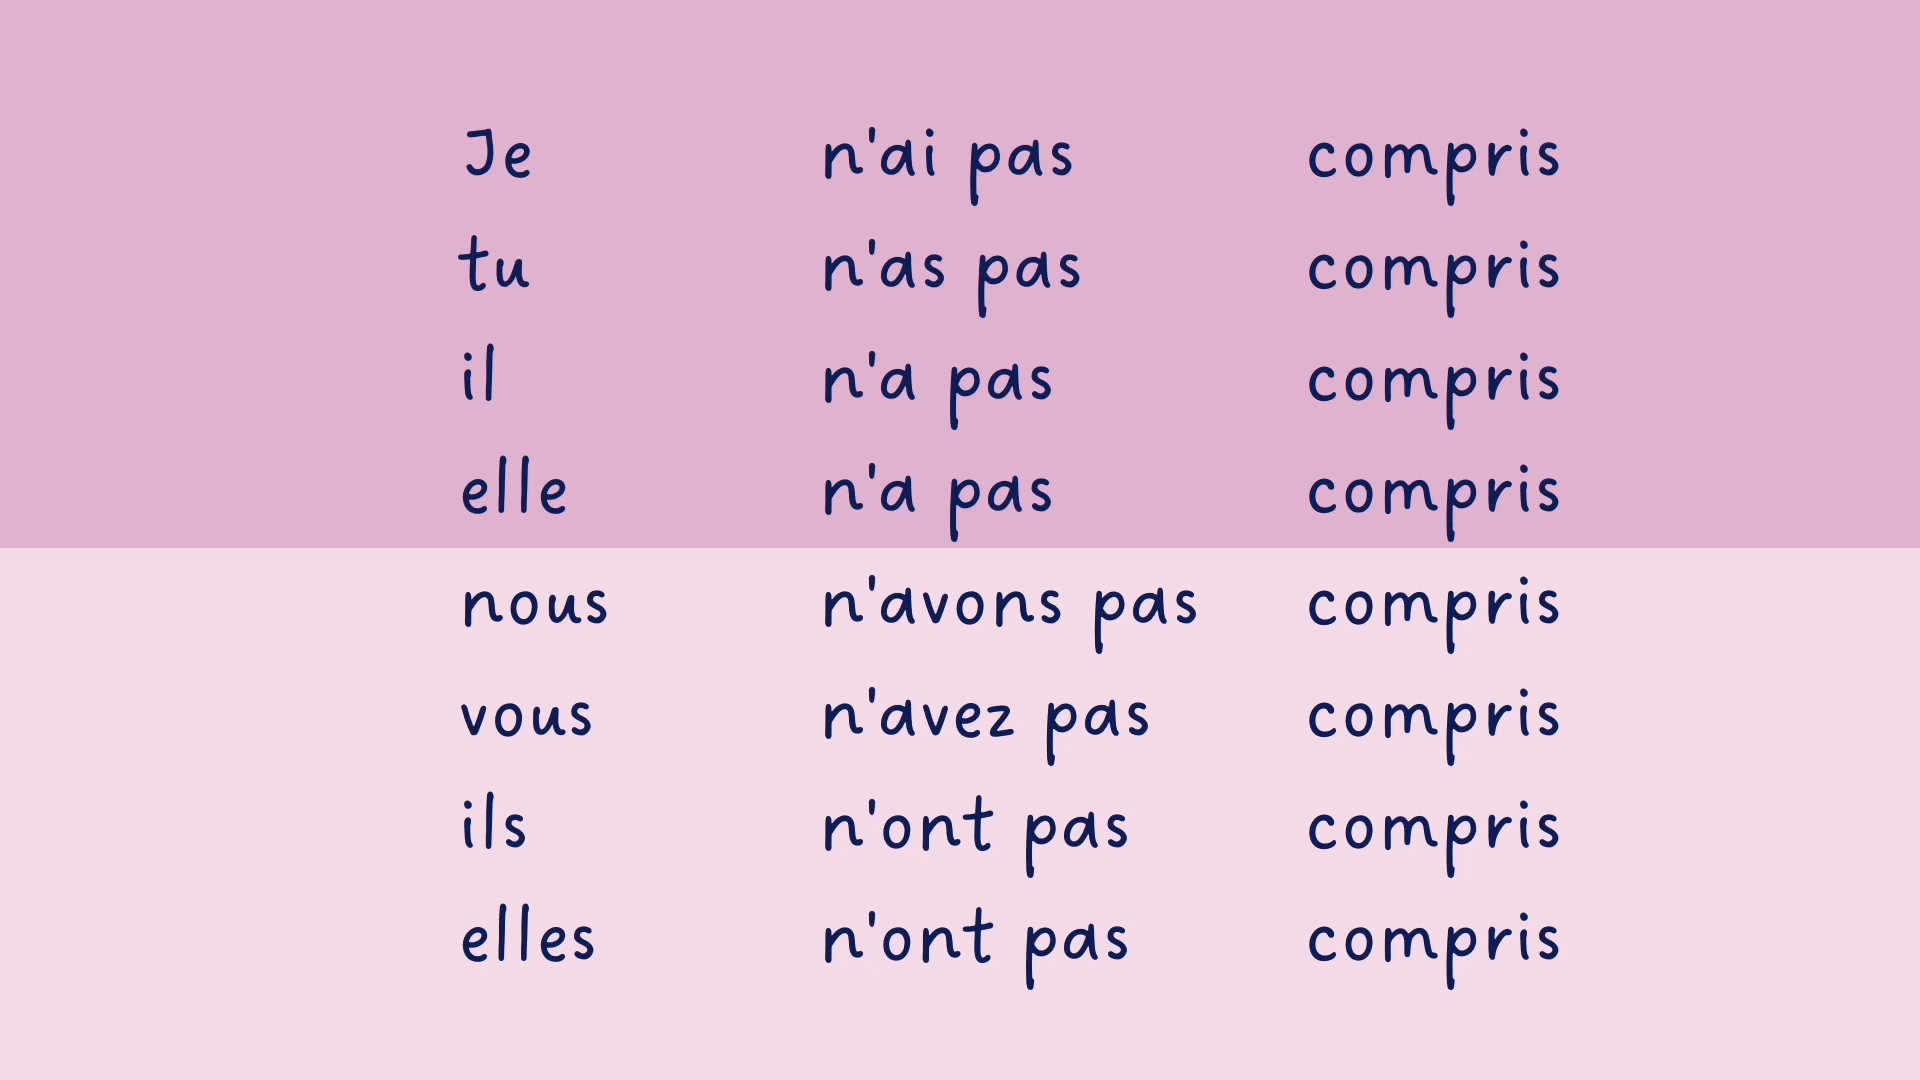 Je n'ai pas compris
tu n'as pas compris
il n'a pas compris
elle n'a pas compris
nous n'avons pas compris
vous n'avez pas compris
ils n'ont pas compris
elles n'ont pas compris